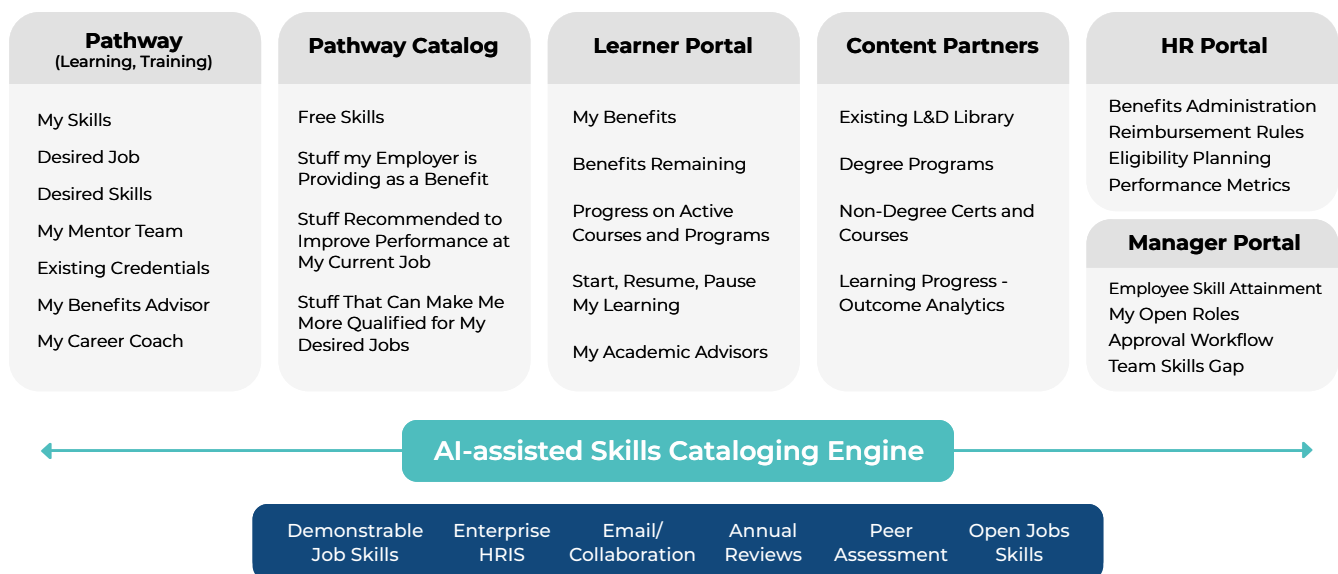 Pathway
(Learning, Training)
My Skills
Desired Job
Desired Skills
My Mentor Team
Existing Credentials
My Benefits Advisor
My Career Coach
Pathway Catalog
Free Skills
Stuff my Employer is
Providing as a Benefit
Stuff Recommended to
Improve Performance at
My Current Job
Stuff That Can Make Me
More Qualified for My
Desired Jobs
Learner Portal
My Benefits
Benefits Remaining
Progress on Active
Courses and Programs
Start, Resume, Pause
My Learning
My Academic Advisors
Content Partners
Existing L&D Library
Degree Programs
Non-Degree Certs and
Courses
Learning Progress -
Outcome Analytics
HR Portal
Benefits Administration
Reimbursement Rules
Eligibility Planning
Performance Metrics
Manager Portal
Employee Skill Attainment
My Open Roles
Approval Workflow
Team Skills Gap
AI-assisted Skills Cataloging Engine
Demonstrable
Job Skills
Enterprise
HRIS
Email/
Collaboration
Annual
Reviews
Peer
Assessment
Open Jobs
Skills